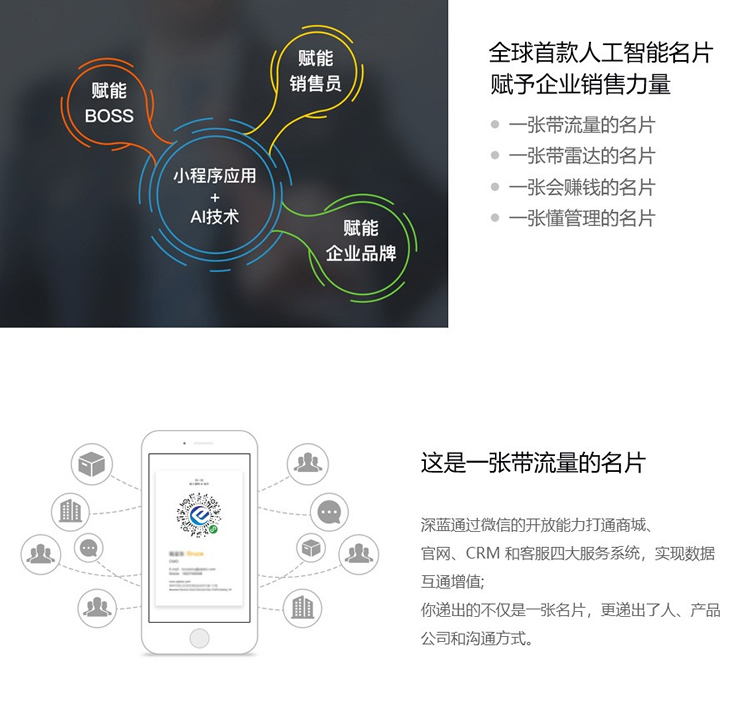 赋能
BOSS
赋能
销售员
小程序应用
+
AI技术
赋能
企业品牌
全球首款人工智能名片
赋予企业销售力量
一张带流量的名片
一张带雷达的名片
一张会赚钱的名片
一张懂管理的名片
这是一张带流量的名片
深蓝通过微信的开放能力打通商城、
官网、CRM 和客服四大服务系统，实现数据
互通增值;
你递出的不仅是一张名片，更递出了人、产品
公司和沟通方式。